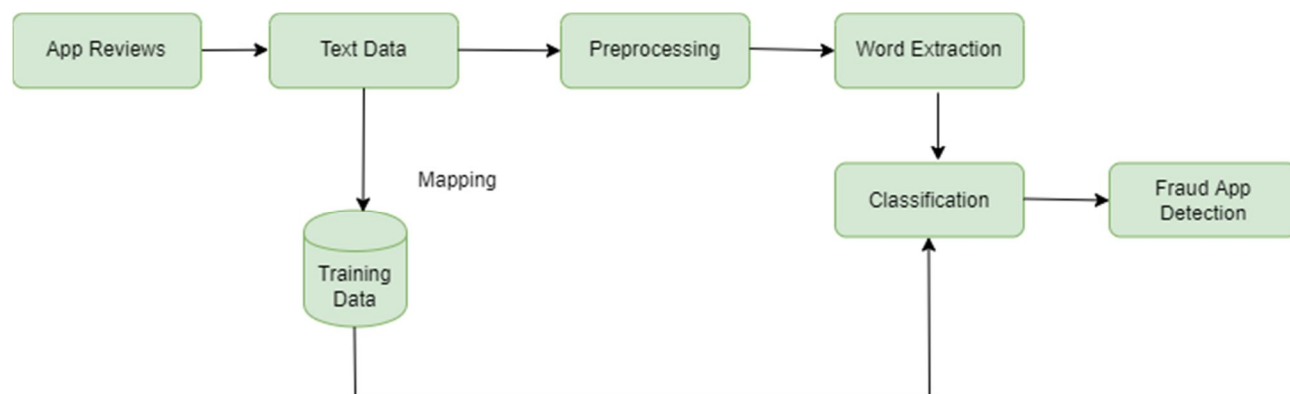 App Reviews
Text Data
Preprocessing
Word Extraction
Mapping
Classification
Fraud App
Detection
Training
Data